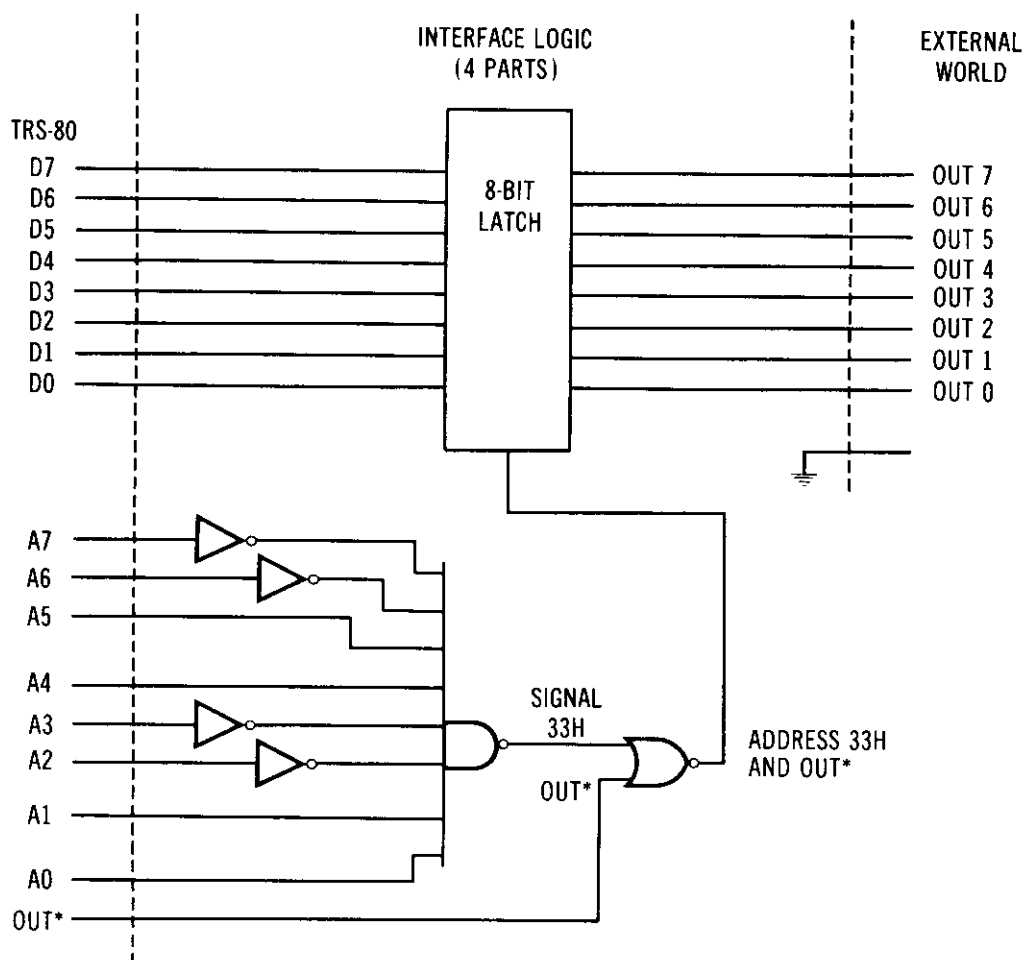 INTERFACE LOGIC
(4 PARTS)
EXTERNAL
WORLD
TRS-80
D7
D6
D5
D4
D3
D2
D1
D0
8-BIT
LATCH
OUT 7
OUT 6
OUT 5
OUT 4
OUT 3
OUT 2
OUT 1
OUT 0
A7
A6
A5
A4
A3
A2
A1
A0
OUT*
SIGNAL
33H
OUT*
ADDRESS 33H
AND OUT*